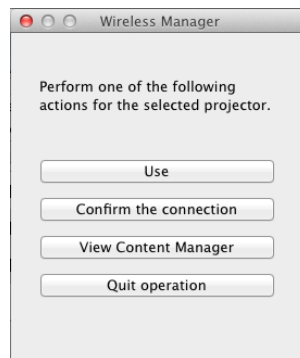 Wireless Manager
Perform one of the following
actions for the selected projector.
Use
Confirm the connection
View Content Manager
Quit operation